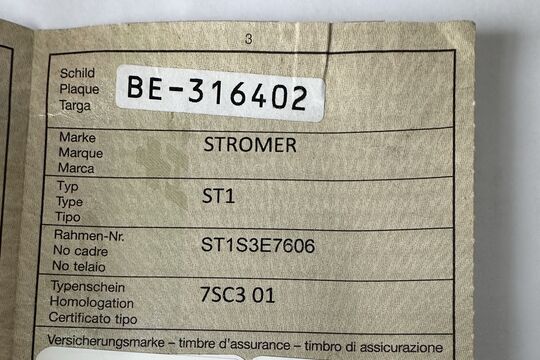 3
Schild
Plaque
Targa
BE-316402
Marke
Marque
Marca
STROMER
Typ
Type
Tipo
ST1
Rahmen-Nr.
No cadre
No telaio
ST1S3E7606
Typenschein
Homologation
Certificato tipo
7SC3 01
Versicherungsmarke – timbre d'assurance – timbro di assicurazione